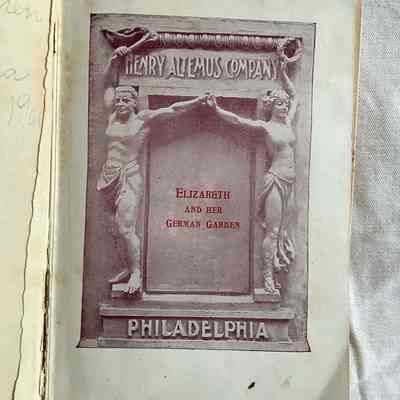 HENRY ALTEMUS COMPANY
ELIZABETH
AND HER
GERMAN GARDEN
PHILADELPHIA